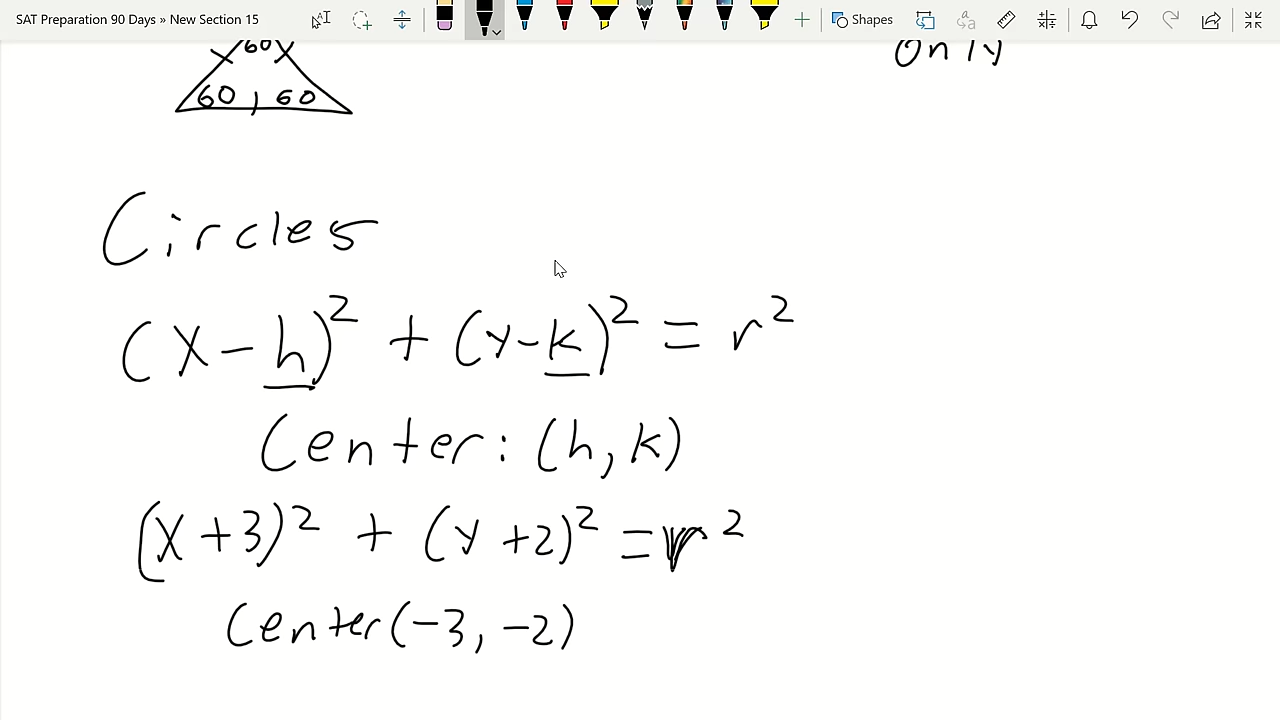 SAT Preparation 90 Days » New Section 15
Shapes
60
60, 60
only
Circles
(x-h)² + (y-k)² = r²
Center: (h, k)
(x+3)² + (y+2)² = r²
Center(-3, -2)